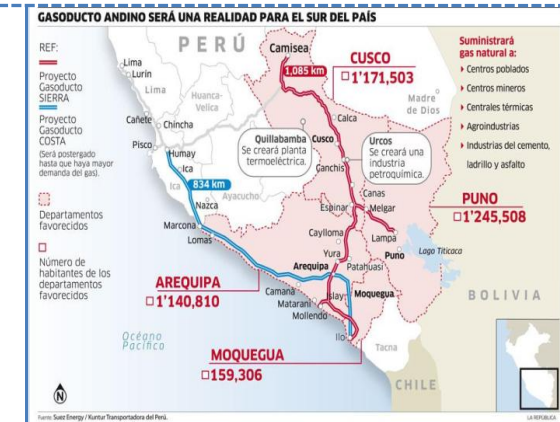 GASODUCTO ANDINO SERÁ UNA REALIDAD PARA EL SUR DEL PAÍS
REF:
Proyecto
Gasoducto
SIERRA
Proyecto
Gasoducto
COSTA
(Será postergado
hasta que haya mayor
demanda del gas).
Departamentos
favorecidos
Número de
habitantes de los
departamentos
favorecidos
PERÚ
Camisea
1,085 km
CUSCO
1'171,503
Suministrará
gas natural a:
Centros poblados
Centros mineros
Centrales térmicas
Agroindustrias
Industrias del cemento,
ladrillo y asfalto
Lima
Lurin
Lima
Huanca-
Velica
Madre
de Dios
Cañete
Chincha
Pisco
Humay
Ica
Ica
834 km
Ayacucho
Nazca
Marcona
Lomas
Quillabamba
Se creará planta
termoeléctrica.
Calca
Cusco
Urcos
Se creará una
industria
petroquímica.
Canchis
Canas
Espinar
Melgar
PUNO
1'245,508
Lampa
Puno
Lago Titicaca
Caylloma
Yura
Arequipa
Patahuasi
AREQUIPA
1'140,810
Camaná
Matarani
Mollendo
Islay
Moquegua
Ilo
Tacna
MOQUEGUA
159,306
BOLIVIA
CHILE
Océano
Pacífico
N
Fuente: Suez Energy / Kuntur Transportadora del Perú.
LA REPÚBLICA